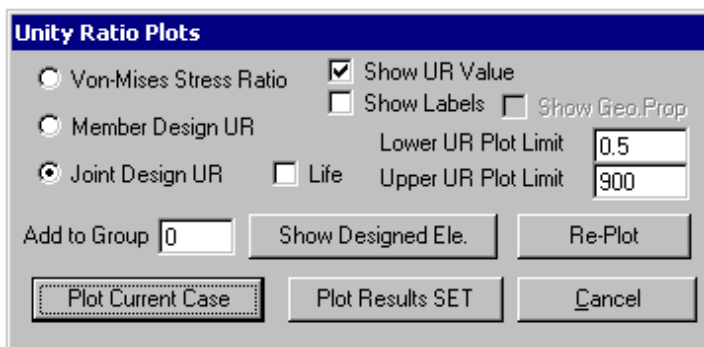 Unity Ratio Plots
Von-Mises Stress Ratio
Show UR Value
Show Labels
Show Geo.Prop
Member Design UR
Lower UR Plot Limit 0.5
Joint Design UR
Life
Upper UR Plot Limit 900
Add to Group 0
Show Designed Ele.
Re-Plot
Plot Current Case
Plot Results SET
Cancel